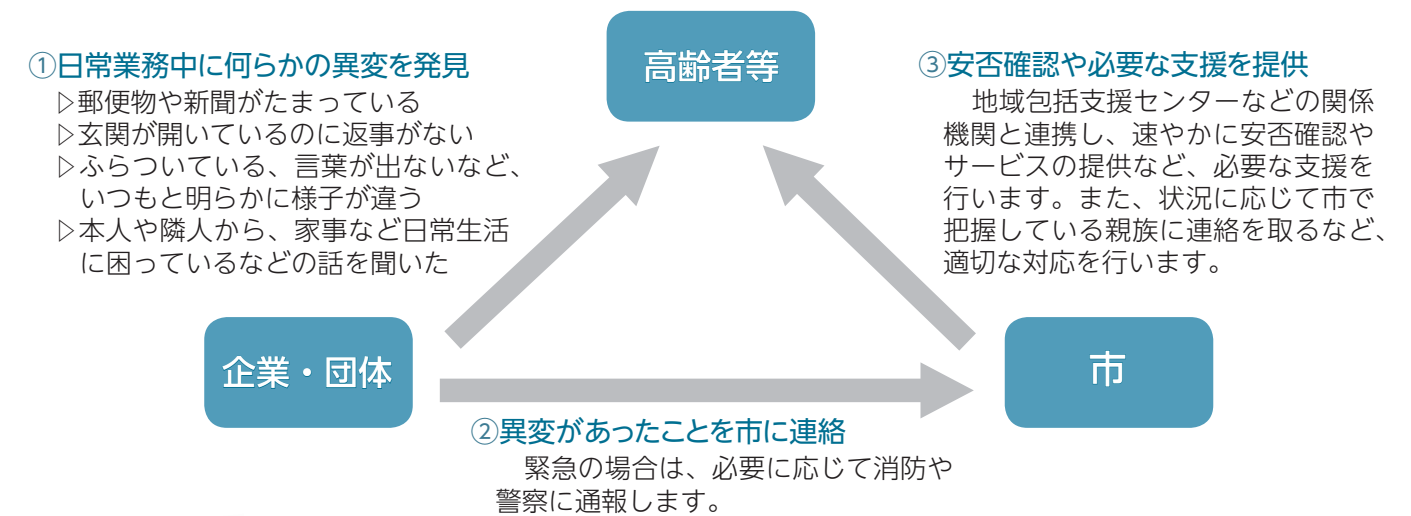 高齢者等
①日常業務中に何らかの異変を発見
▷郵便物や新聞がたまっている
▷玄関が開いているのに返事がない
▷ふらついている、言葉が出ないなど、
いつもと明らかに様子が違う
▷本人や隣人から、家事など日常生活
に困っているなどの話を聞いた
③安否確認や必要な支援を提供
地域包括支援センターなどの関係
機関と連携し、速やかに安否確認や
サービスの提供など、必要な支援を
行います。また、状況に応じて市で
把握している親族に連絡を取るなど、
適切な対応を行います。
企業・団体
市
②異変があったことを市に連絡
緊急の場合は、必要に応じて消防や
警察に通報します。